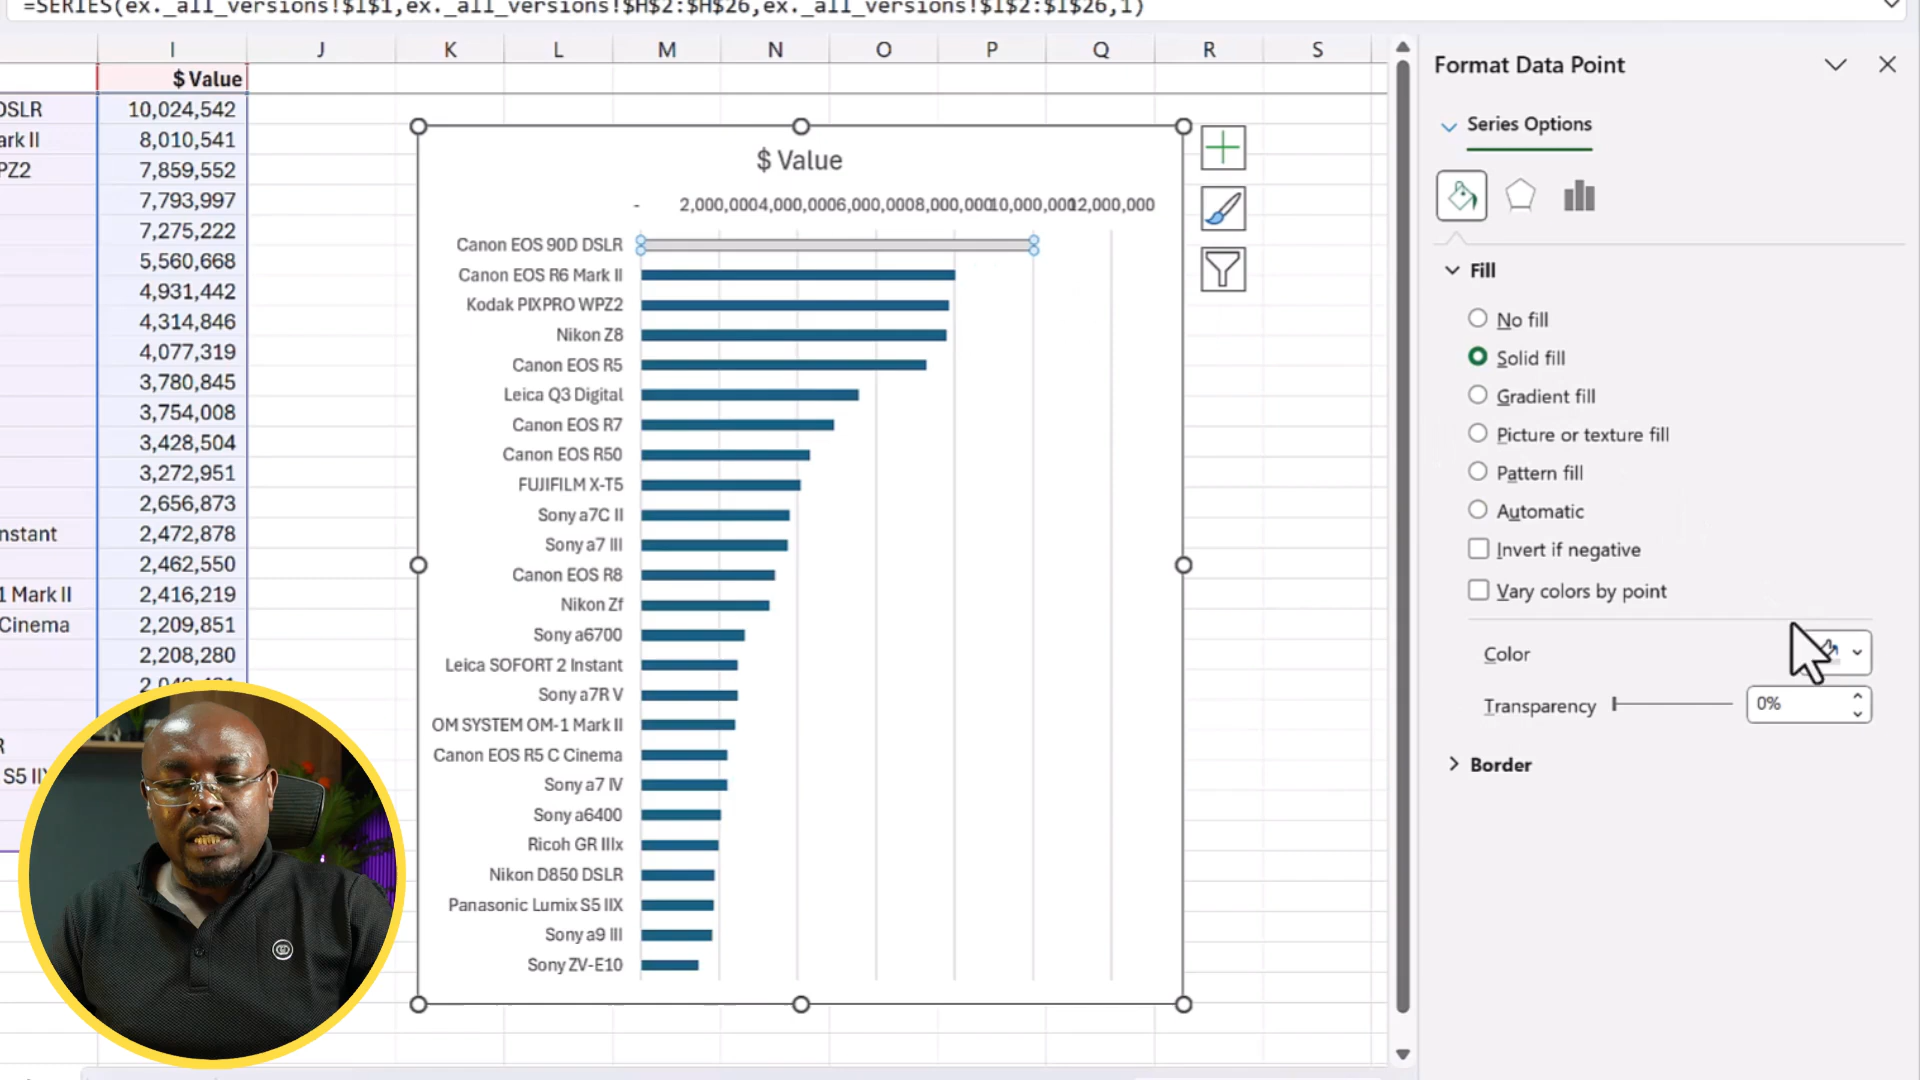 =SERIES(ex._all_versions!$I$1,ex._all_versions!$H$2:$H$26,ex._all_versions!$I$2:$I$26,1)
I J K L M N O P Q R S
$ Value
DSLR 10,024,542
ark II 8,010,541
PZ2 7,859,552
7,793,997
7,275,222
5,560,668
4,931,442
4,314,846
4,077,319
3,780,845
3,754,008
3,428,504
3,272,951
2,656,873
nstant 2,472,878
2,462,550
1 Mark II 2,416,219
Cinema 2,209,851
2,208,280
R
S5 II
$ Value
- 2,000,000 4,000,000 6,000,000 8,000,000 10,000,000 12,000,000
Canon EOS 90D DSLR
Canon EOS R6 Mark II
Kodak PIXPRO WPZ2
Nikon Z8
Canon EOS R5
Leica Q3 Digital
Canon EOS R7
Canon EOS R50
FUJIFILM X-T5
Sony a7C II
Sony a7 III
Canon EOS R8
Nikon Zf
Sony a6700
Leica SOFORT 2 Instant
Sony a7R V
OM SYSTEM OM-1 Mark II
Canon EOS R5 C Cinema
Sony a7 IV
Sony a6400
Ricoh GR IIIx
Nikon D850 DSLR
Panasonic Lumix S5 IIX
Sony a9 III
Sony ZV-E10
Format Data Point
Series Options
Fill
No fill
Solid fill
Gradient fill
Picture or texture fill
Pattern fill
Automatic
Invert if negative
Vary colors by point
Color
Transparency 0%
Border